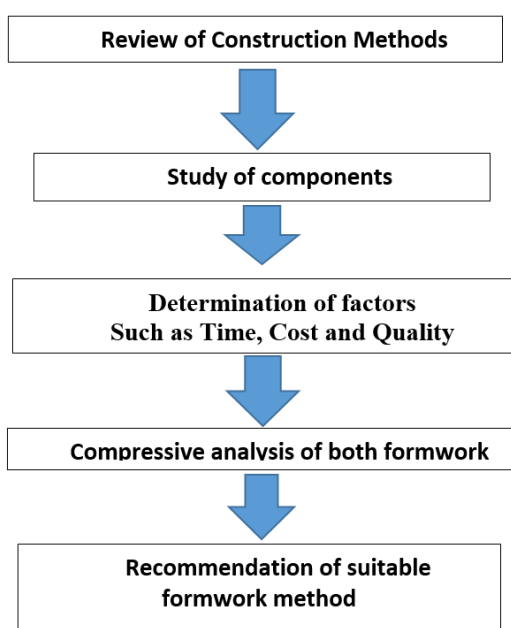 Review of Construction Methods
Study of components
Determination of factors
Such as Time, Cost and Quality
Compressive analysis of both formwork
Recommendation of suitable
formwork method